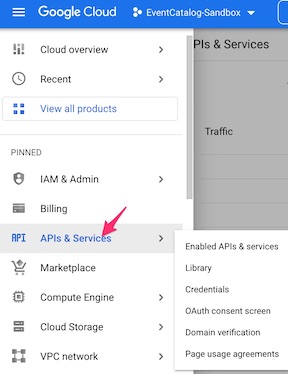 Google Cloud
EventCatalog-Sandbox
Cloud overview
PIs & Services
Recent
View all products
Traffic
PINNED
IAM & Admin
Billing
API
APIs & Services
Enabled APIs & services
Marketplace
Library
Credentials
Compute Engine
OAuth consent screen
Cloud Storage
Domain verification
Page usage agreements
VPC network